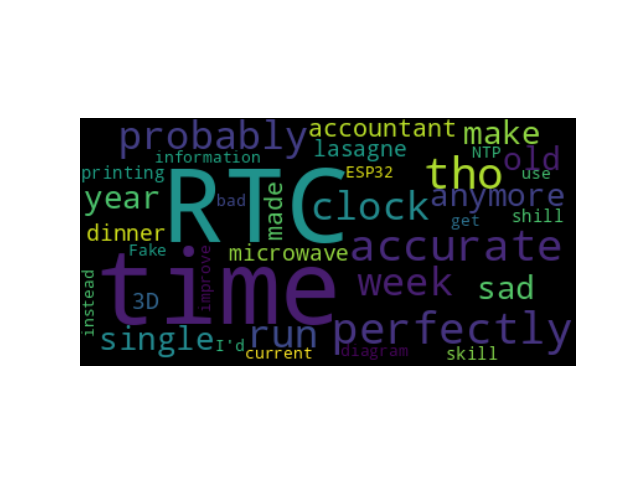 probably accountant make
information lasagne NTP old
printing RTC ESP32 tho use
year bad made clock anymore
dinner get shill
Fake microwave accurate
time improve week sad
instead 3D
single I'd run perfectly
current diagram skill